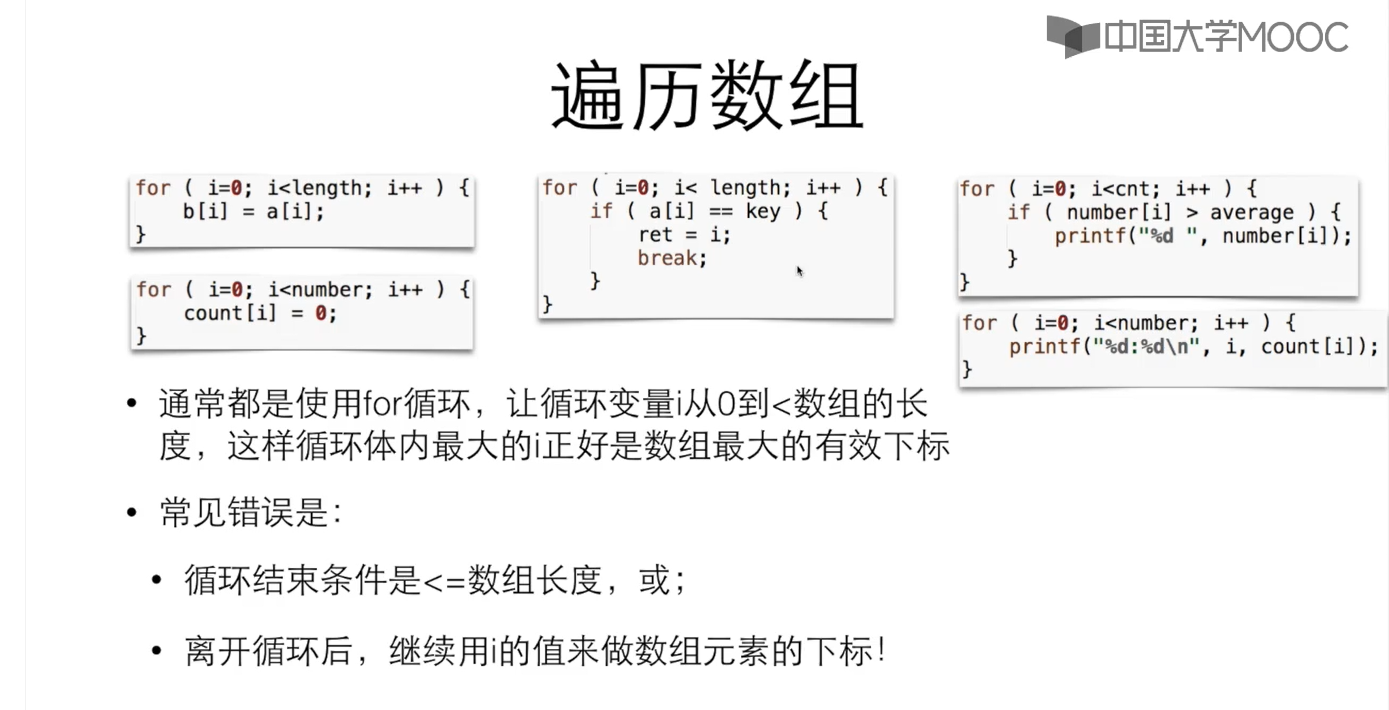 中国大学MOOC
遍历数组
for ( i=0; i<length; i++ ) {
    b[i] = a[i];
}
for ( i=0; i<number; i++ ) {
    count[i] = 0;
}
for ( i=0; i< length; i++ ) {
    if ( a[i] == key ) {
        ret = i;
        break;
    }
}
for ( i=0; i<cnt; i++ ) {
    if ( number[i] > average ) {
        printf("%d ", number[i]);
    }
}
for ( i=0; i<number; i++ ) {
    printf("%d:%d\n", i, count[i]);
}
• 通常都是使用for循环，让循环变量i从0到<数组的长
度，这样循环体内最大的i正好是数组最大的有效下标
• 常见错误是：
• 循环结束条件是<=数组长度，或；
• 离开循环后，继续用i的值来做数组元素的下标！